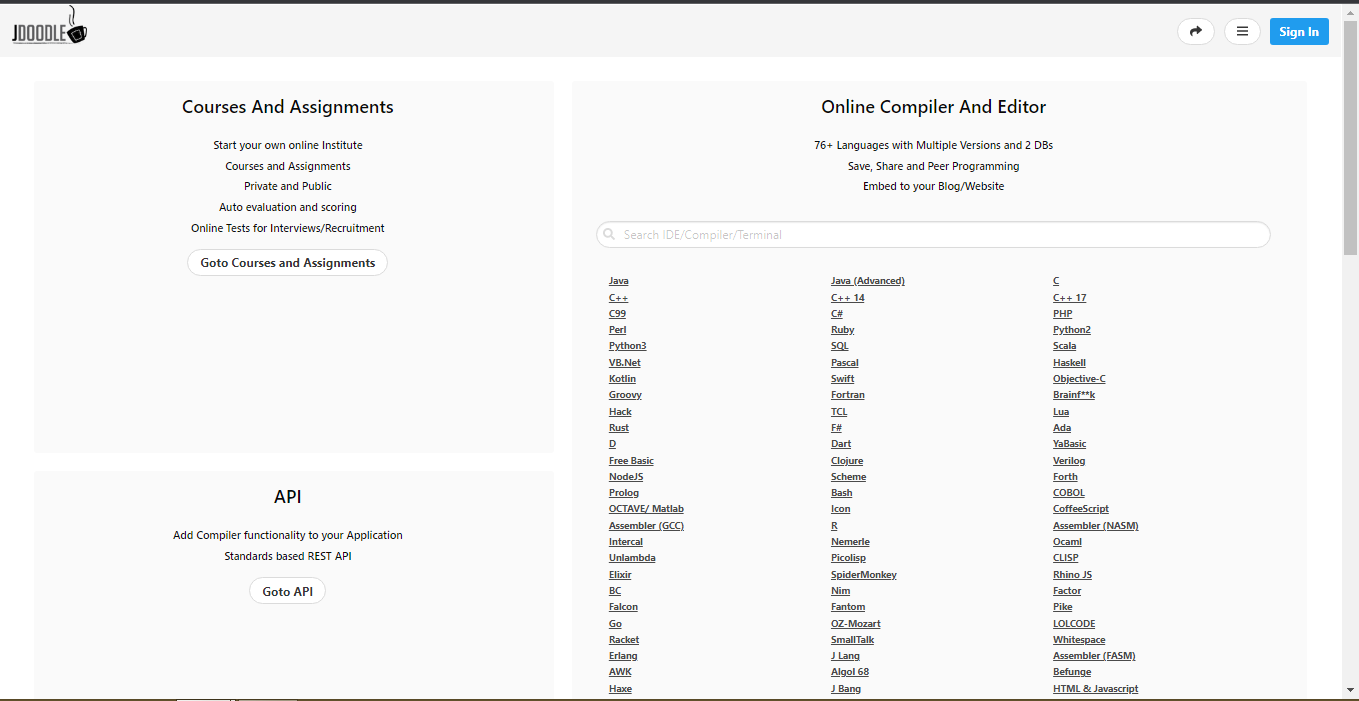 JDOODLE
Sign In
Courses And Assignments
Start your own online Institute
Courses and Assignments
Private and Public
Auto evaluation and scoring
Online Tests for Interviews/Recruitment
Goto Courses and Assignments
API
Add Compiler functionality to your Application
Standards based REST API
Goto API
Online Compiler And Editor
76+ Languages with Multiple Versions and 2 DBs
Save, Share and Peer Programming
Embed to your Blog/Website
Search IDE/Compiler/Terminal
Java Java (Advanced) C
C++ C++ 14 C++ 17
C99 C# PHP
Perl Ruby Python2
Python3 SQL Scala
VB.Net Pascal Haskell
Kotlin Swift Objective-C
Groovy Fortran Brainf**k
Hack TCL Lua
Rust F# Ada
D Dart YaBasic
Free Basic Clojure Verilog
NodeJS Scheme Forth
Prolog Bash COBOL
OCTAVE/ Matlab Icon CoffeeScript
Assembler (GCC) R Assembler (NASM)
Intercal Nemerle Ocaml
Unlambda Picolisp CLISP
Elixir SpiderMonkey Rhino JS
BC Nim Factor
Falcon Fantom Pike
Go OZ-Mozart LOLCODE
Racket SmallTalk Whitespace
Erlang J Lang Assembler (FASM)
AWK Algol 68 Befunge
Haxe J Bang HTML & Javascript